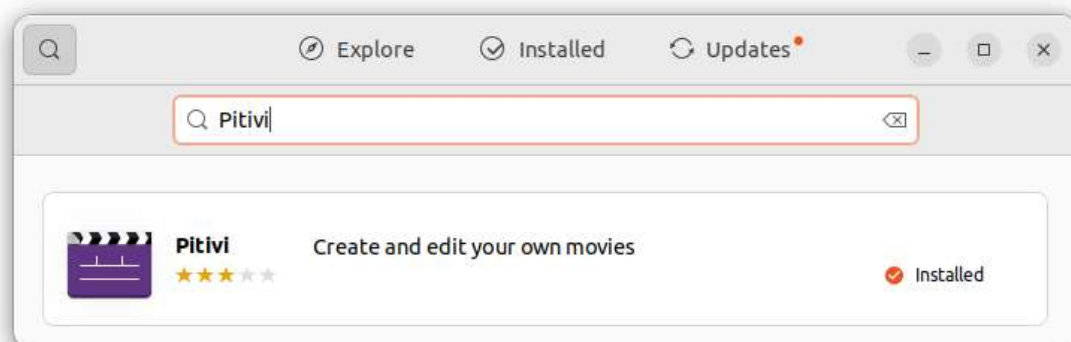 Explore Installed Updates
Pitivi
Pitivi Create and edit your own movies
Installed